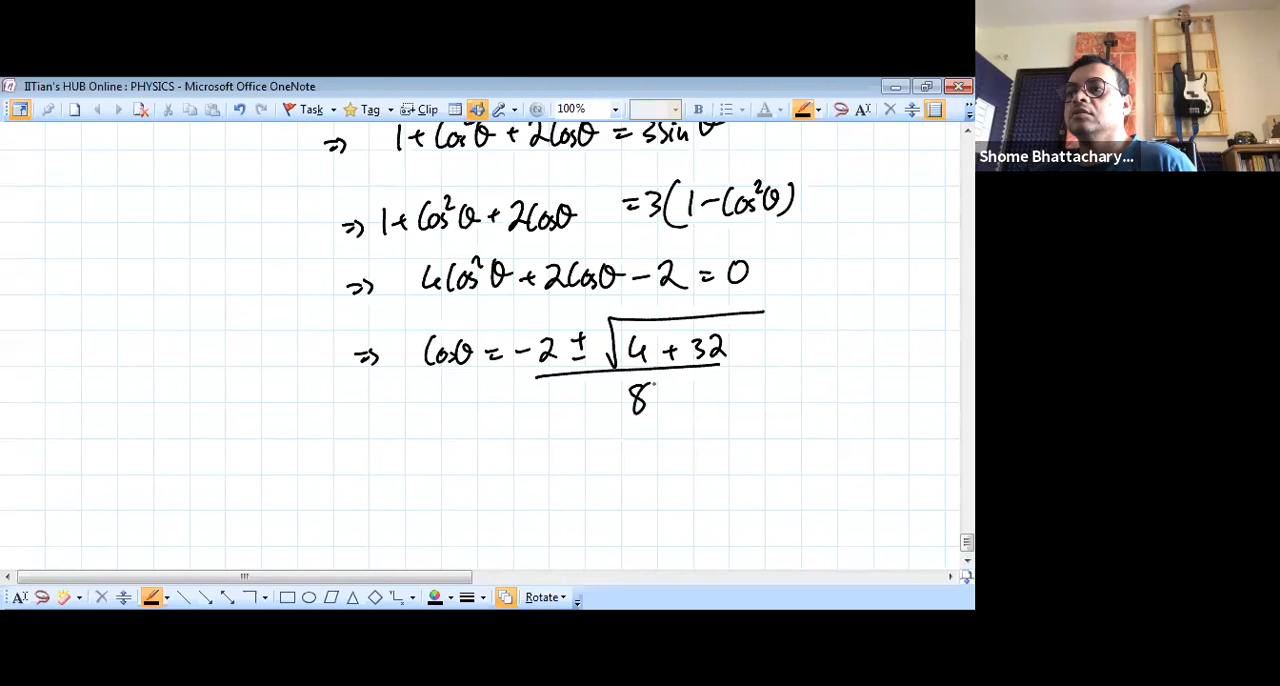 IITian's HUB Online : PHYSICS - Microsoft Office OneNote
Task Tag Clip 100% B A
Shome Bhattachary...
⇒ 1 + Cos²θ + 2Cosθ = 3Sin²θ
⇒ 1 + Cos²θ + 2Cosθ = 3(1 - Cos²θ)
⇒ 4Cos²θ + 2Cosθ - 2 = 0
⇒ Cosθ = -2 ± √4 + 32
8
Rotate